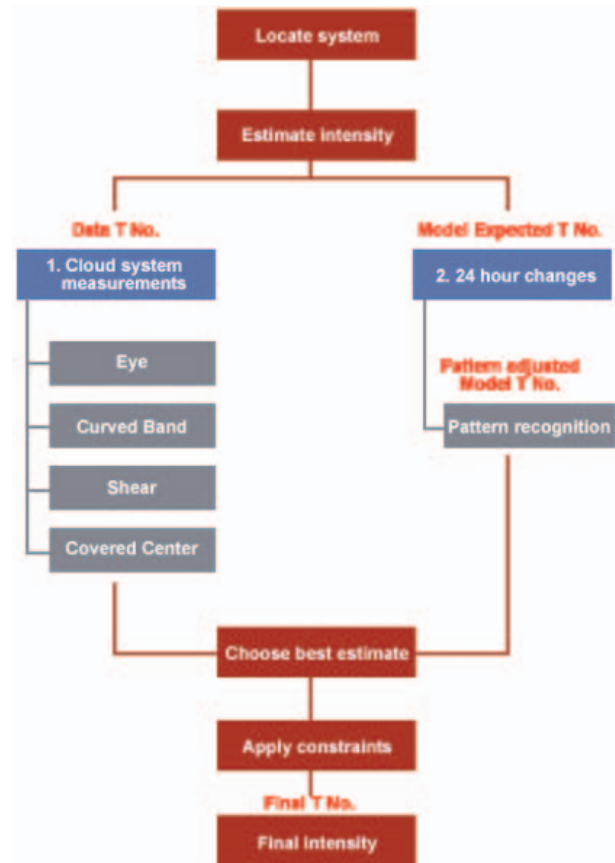 Locate system
Estimate intensity
Data T No.
1. Cloud system
measurements
Eye
Curved Band
Shear
Covered Center
Model Expected T No.
2. 24 hour changes
Pattern adjusted
Model T No.
Pattern recognition
Choose best estimate
Apply constraints
Final T No.
Final intensity